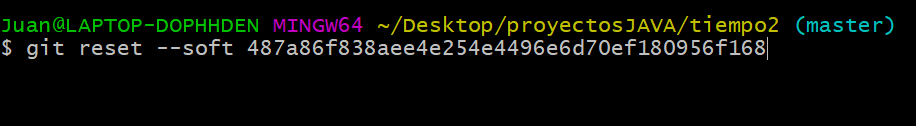 Juan@LAPTOP-DOPHHDEN MINGW64 ~/Desktop/proyectosJAVA/tiempo2 (master)
$ git reset --soft 487a86f838aee4e254e4496e6d70ef180956f168